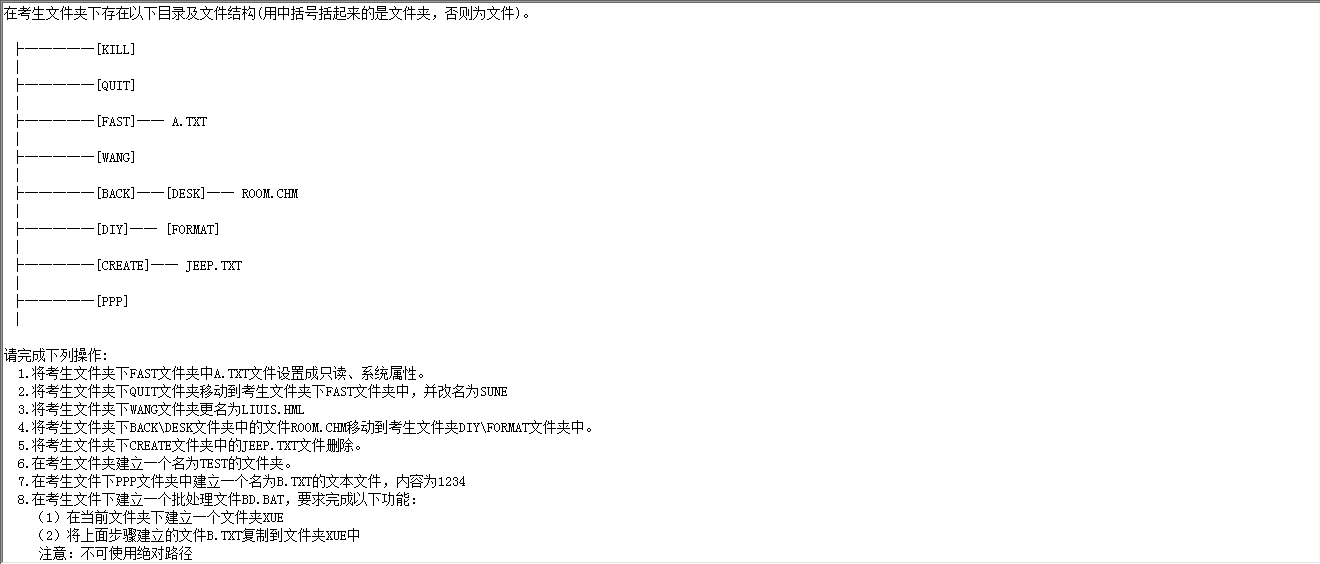 在考生文件夹下存在以下目录及文件结构(用中括号括起来的是文件夹，否则为文件)。
├─────[KILL]
│
├─────[QUIT]
│
├─────[FAST]── A.TXT
│
├─────[WANG]
│
├─────[BACK]──[DESK]── ROOM.CHM
│
├─────[DIY]── [FORMAT]
│
├─────[CREATE]── JEEP.TXT
│
├─────[PPP]
│
请完成下列操作:
1.将考生文件夹下FAST文件夹中A.TXT文件设置成只读、系统属性。
2.将考生文件夹下QUIT文件夹移动到考生文件夹下FAST文件夹中，并改名为SUNE
3.将考生文件夹下WANG文件夹更名为LIUIS.HML
4.将考生文件夹下BACK\DESK文件夹中的文件ROOM.CHM移动到考生文件夹DIY\FORMAT文件夹中。
5.将考生文件夹下CREATE文件夹中的JEEP.TXT文件删除。
6.在考生文件夹建立一个名为TEST的文件夹。
7.在考生文件下PPP文件夹中建立一个名为B.TXT的文本文件，内容为1234
8.在考生文件下建立一个批处理文件BD.BAT，要求完成以下功能：
（1）在当前文件夹下建立一个文件夹XUE
（2）将上面步骤建立的文件B.TXT复制到文件夹XUE中
注意：不可使用绝对路径